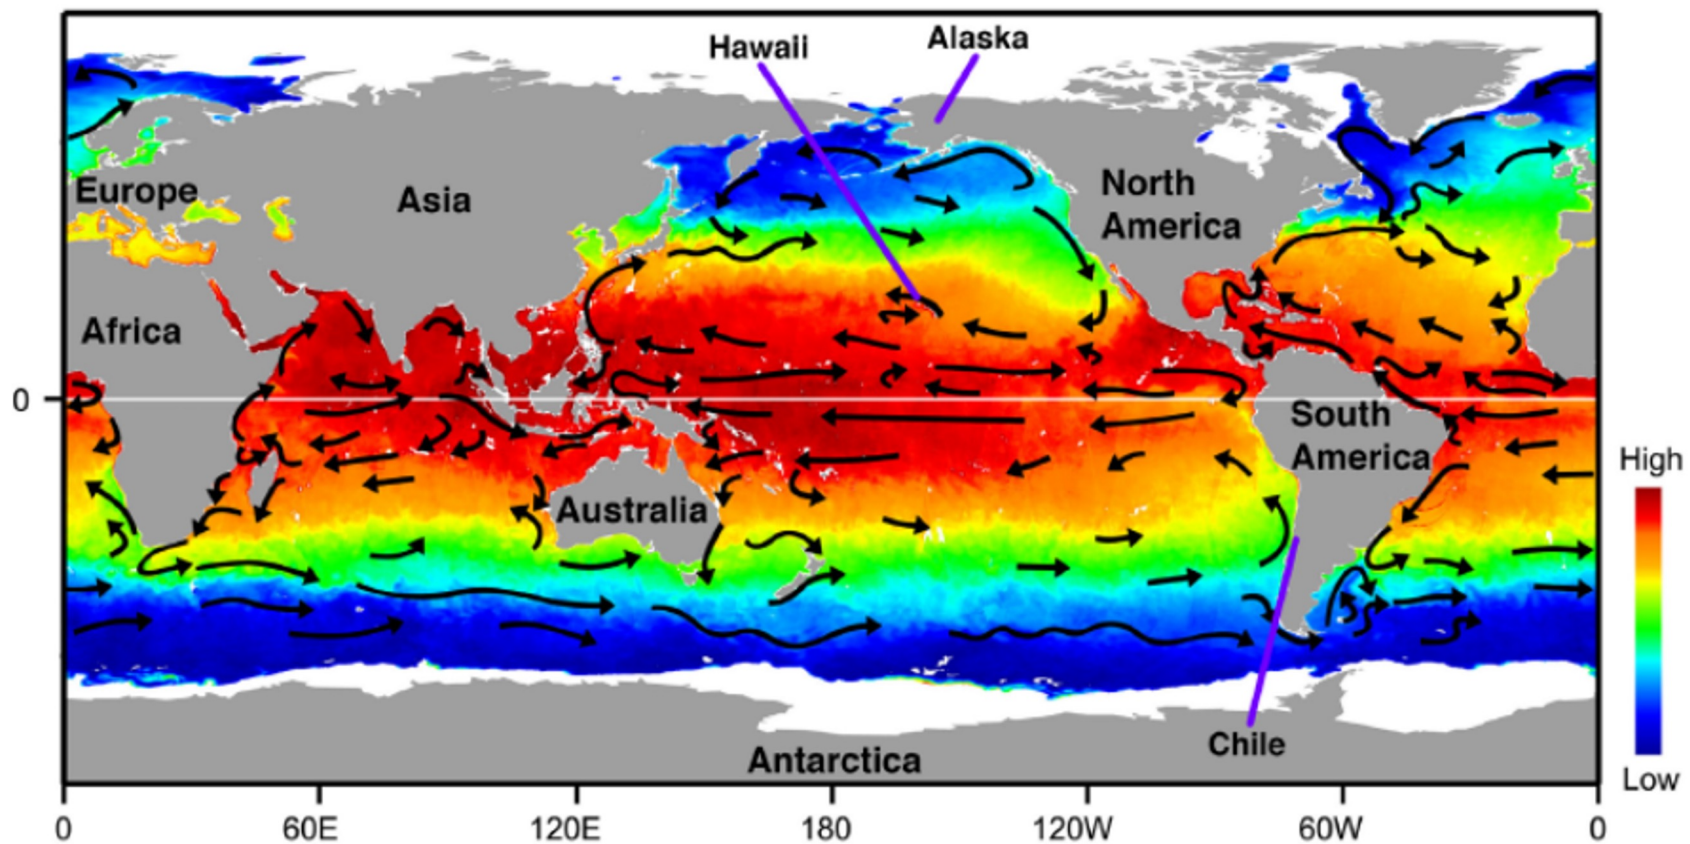 Hawaii
Alaska
Europe
Asia
North
America
Africa
0
South
America
Australia
High
Low
Chile
Antarctica
0
60E
120E
180
120W
60W
0